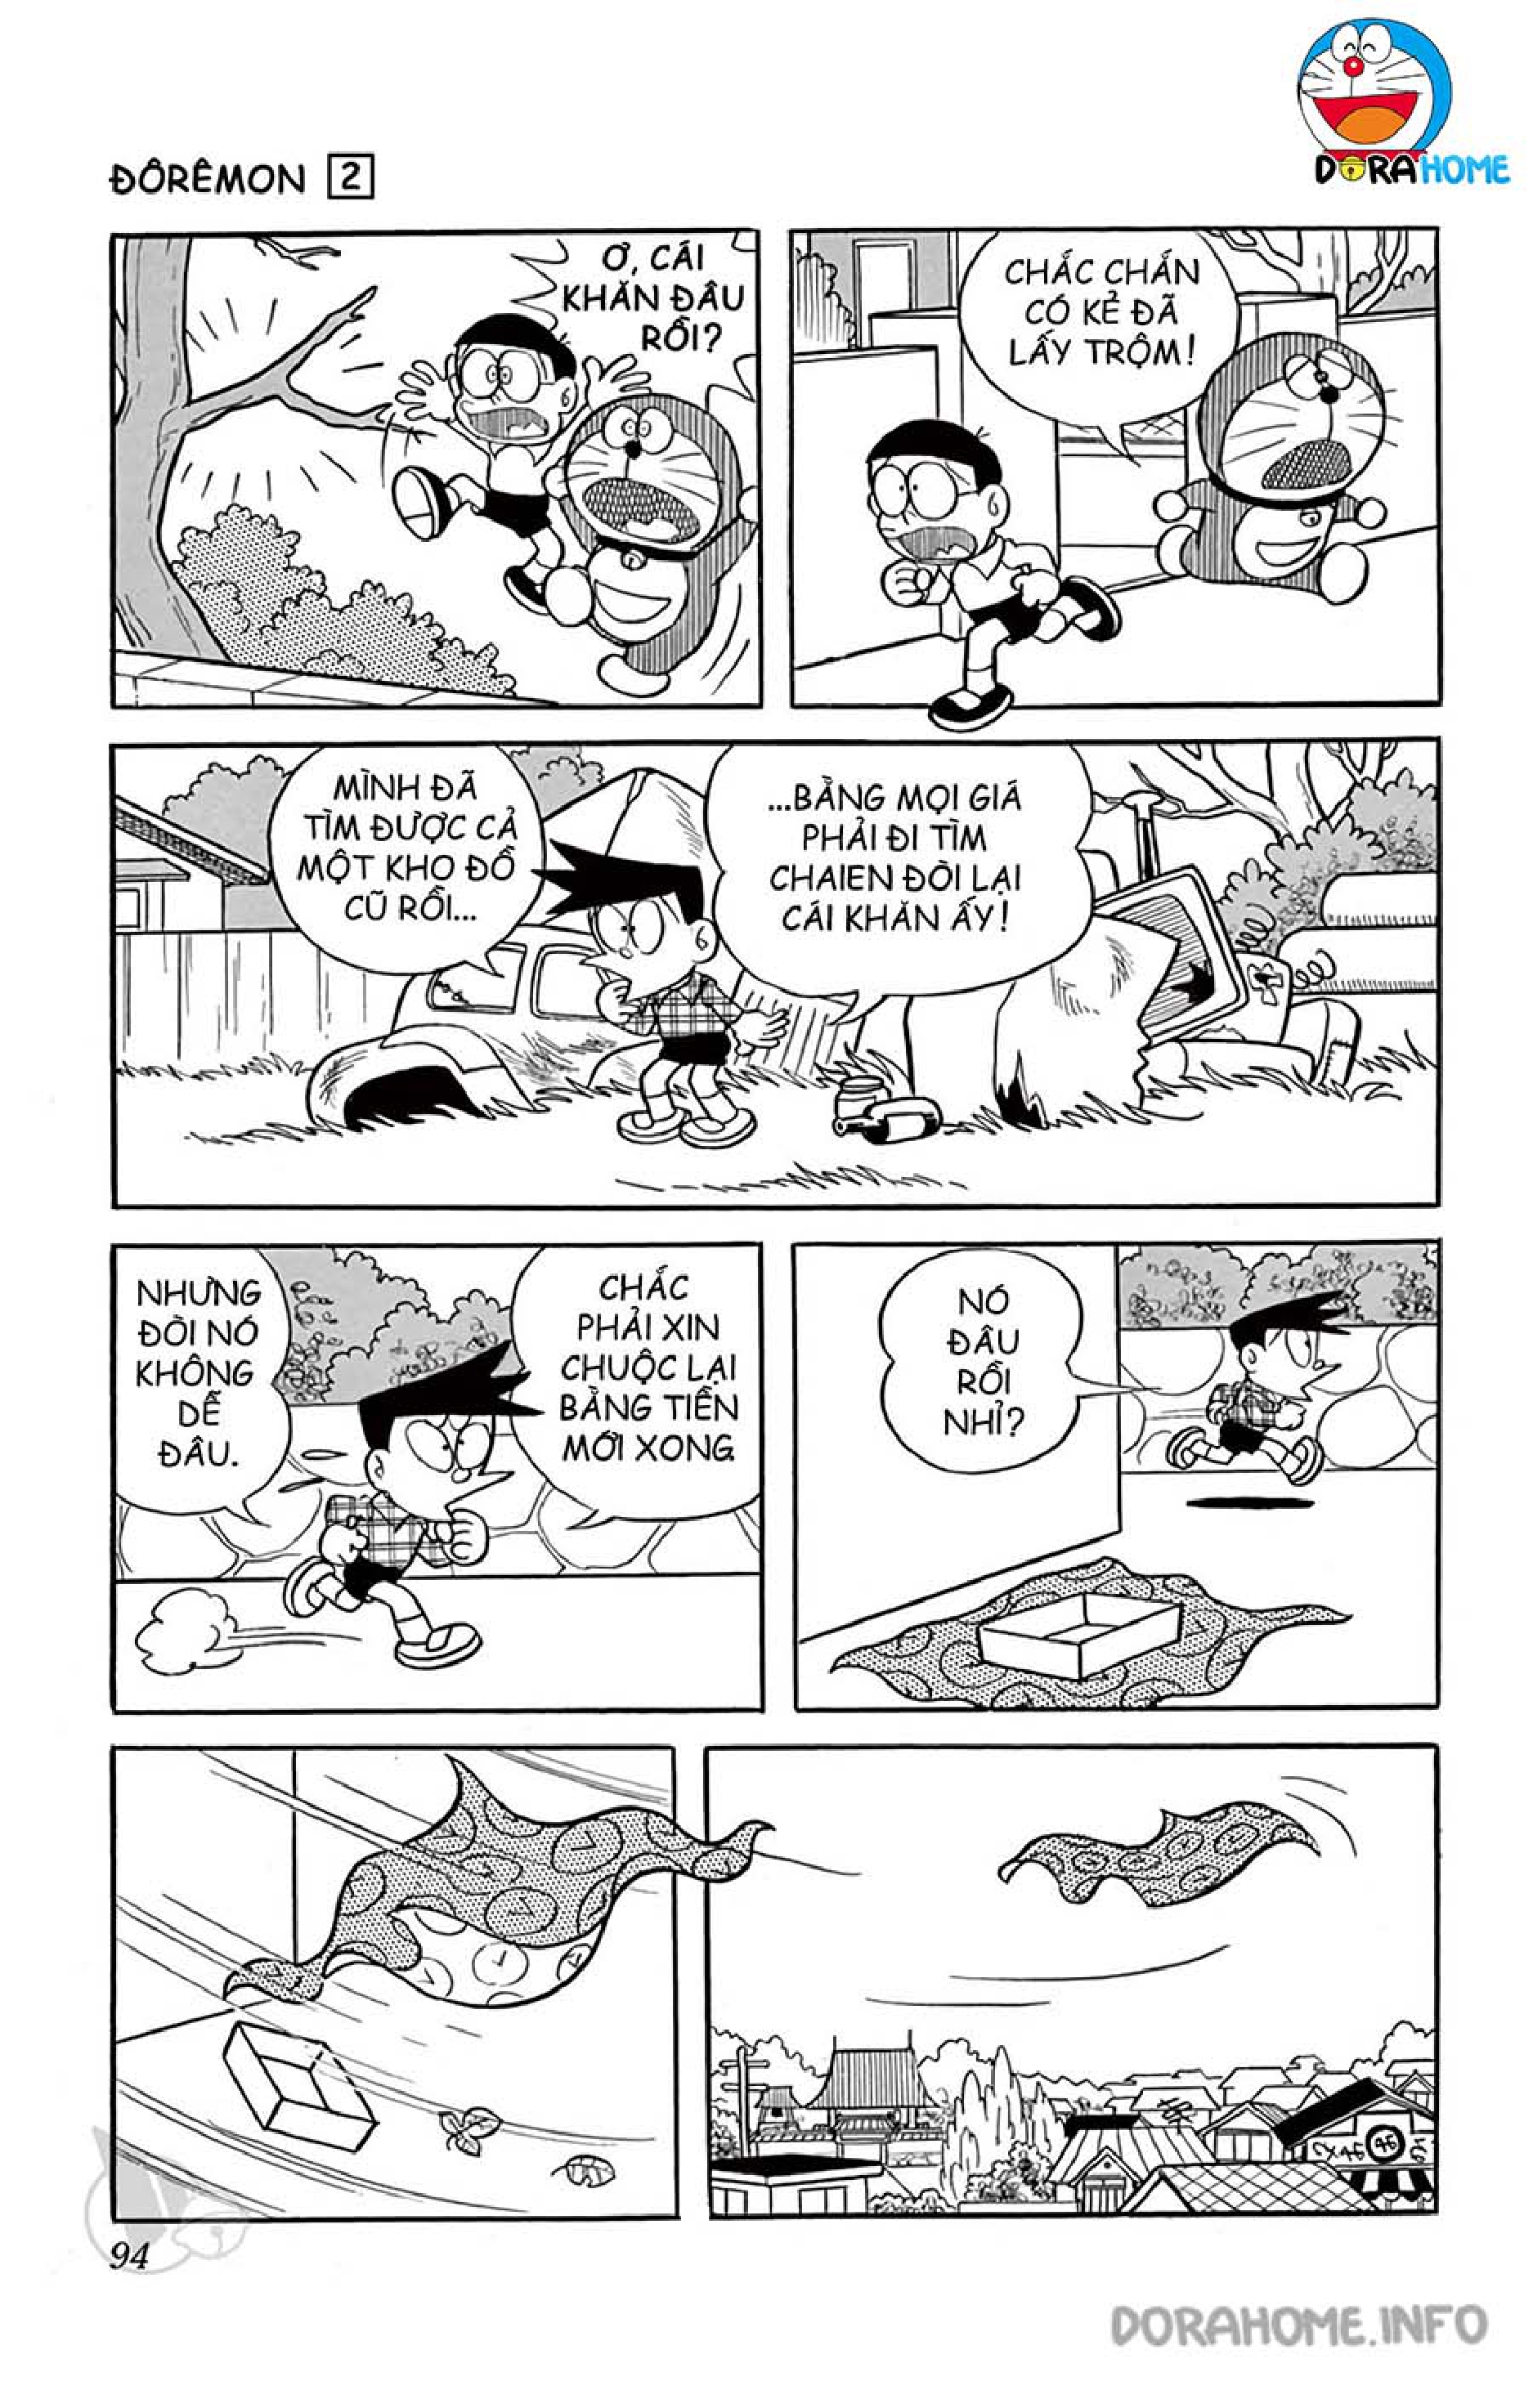 DORAHOME
ĐÔRÊMON 2
Ơ, CÁI
KHĂN ĐÂU
RỒI?
CHẮC CHẮN
CÓ KẺ ĐÃ
LẤY TRỘM!
MÌNH ĐÃ
TÌM ĐƯỢC CẢ
MỘT KHO ĐỒ
CŨ RỒI...
...BẰNG MỌI GIÁ
PHẢI ĐI TÌM
CHAIEN ĐÒI LẠI
CÁI KHĂN ẤY!
NHƯNG
ĐÒI NÓ
KHÔNG
DỄ
ĐÂU.
CHẮC
PHẢI XIN
CHUỘC LẠI
BẰNG TIỀN
MỚI XONG.
NÓ
ĐÂU
RỒI
NHỈ?
94
DORAHOME.INFO